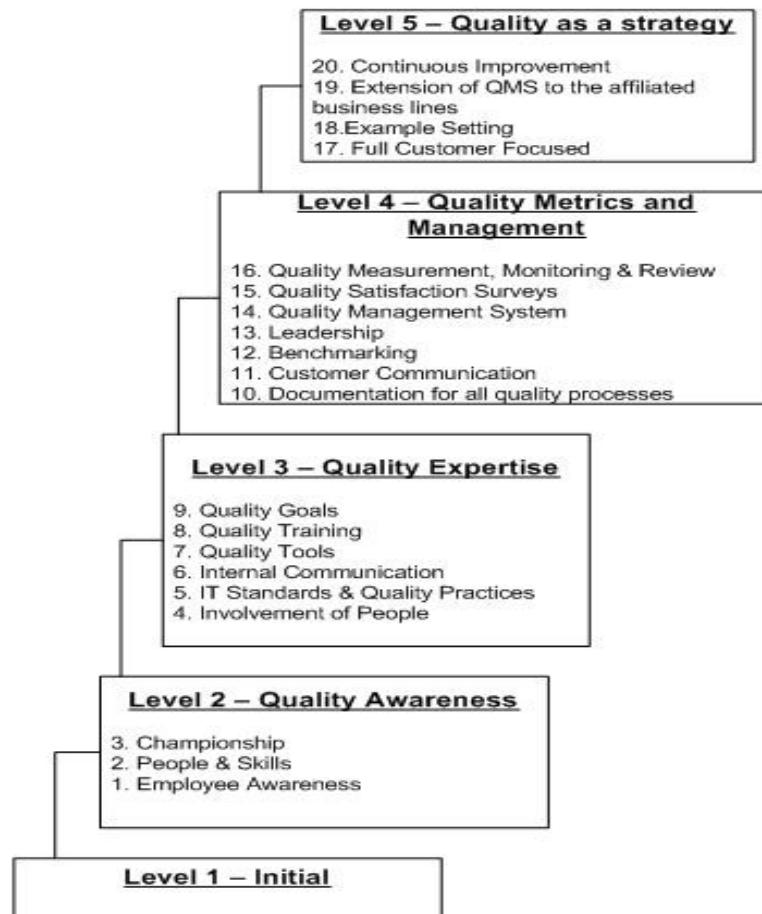 Level 5 – Quality as a strategy
20. Continuous Improvement
19. Extension of QMS to the affiliated
business lines
18.Example Setting
17. Full Customer Focused
Level 4 – Quality Metrics and
Management
16. Quality Measurement, Monitoring & Review
15. Quality Satisfaction Surveys
14. Quality Management System
13. Leadership
12. Benchmarking
11. Customer Communication
10. Documentation for all quality processes
Level 3 – Quality Expertise
9. Quality Goals
8. Quality Training
7. Quality Tools
6. Internal Communication
5. IT Standards & Quality Practices
4. Involvement of People
Level 2 – Quality Awareness
3. Championship
2. People & Skills
1. Employee Awareness
Level 1 – Initial